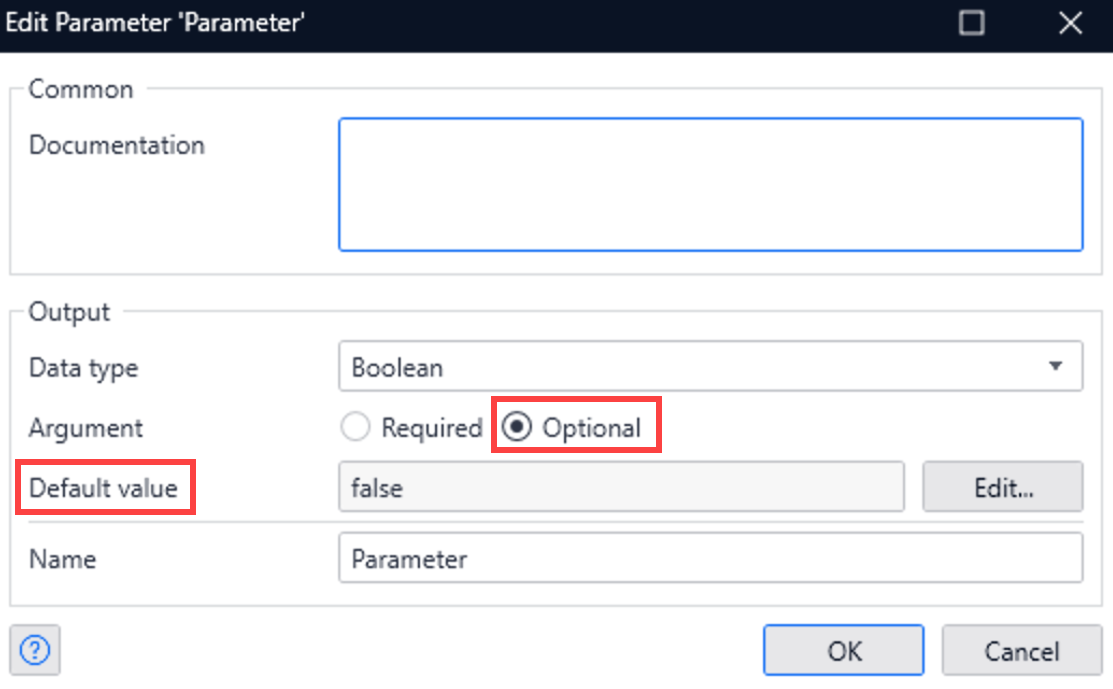 Edit Parameter 'Parameter'
Common
Documentation
Output
Data type Boolean
Argument Required Optional
Default value false Edit...
Name Parameter
? OK Cancel